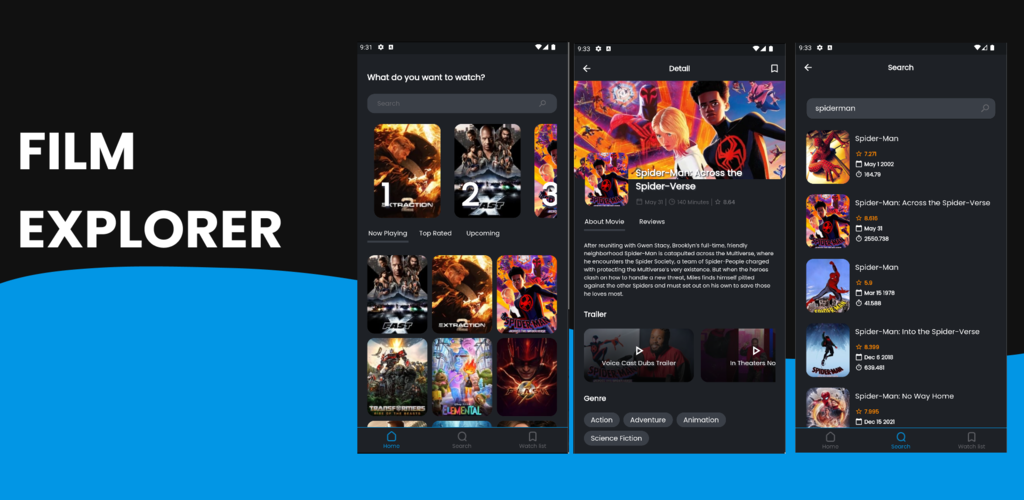 FILM
EXPLORER
9:31
What do you want to watch?
Search
1
EXTRACTION
2
FAST
3
Now Playing Top Rated Upcoming
FAST
EXTRACTION
SPIDER-MAN
TRANSFORMERS
RISE OF THE BEASTS
ELEMENTAL
Home Search Watch list
9:33
Detail
Spider-Man: Across the
Spider-Verse
May 31 | 140 Minutes | 8.64
About Movie Reviews
After reuniting with Gwen Stacy, Brooklyn's full-time, friendly
neighborhood Spider-Man is catapulted across the Multiverse, where
he encounters the Spider Society, a team of Spider-People charged
with protecting the Multiverse's very existence. But when the heroes
clash on how to handle a new threat, Miles finds himself pitted
against the other Spiders and must set out on his own to save those
he loves most.
Trailer
Voice Cast Dubs Trailer
In Theaters No
Genre
Action Adventure Animation
Science Fiction
9:33
Search
spiderman
Spider-Man
7.271
May 1 2002
164.79
Spider-Man: Across the Spider-Verse
8.618
May 31
2550.738
Spider-Man
5.9
Mar 15 1978
41.586
Spider-Man: Into the Spider-Verse
8.399
Dec 6 2018
639.481
Spider-Man: No Way Home
7.995
Dec 15 2021
Home Search Watch list